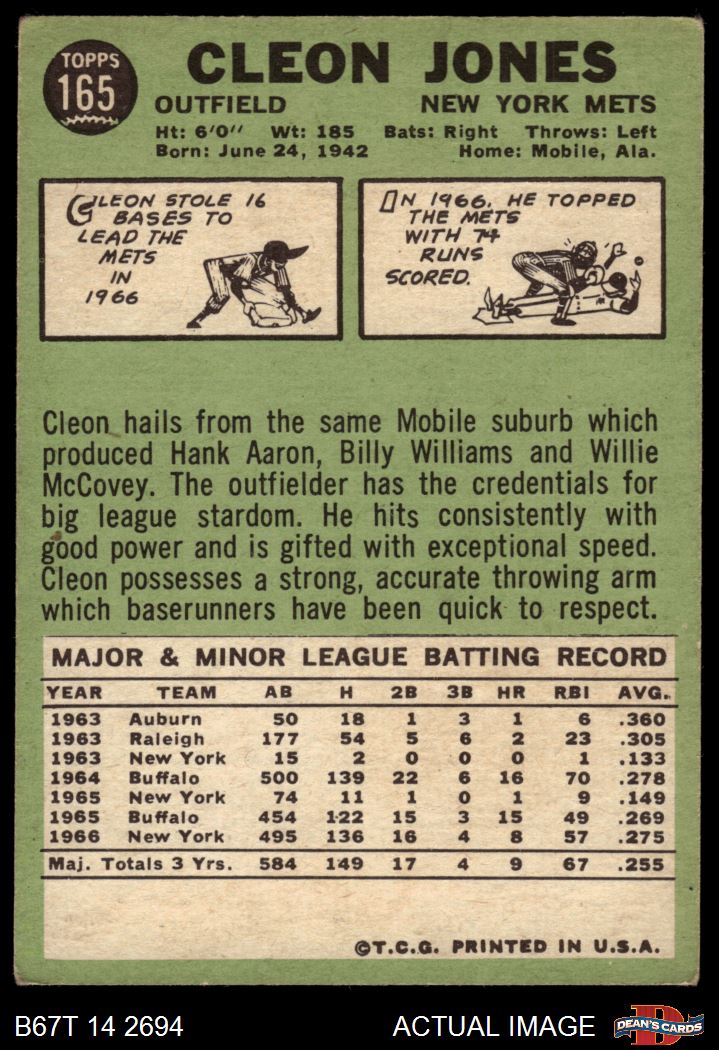 TOPPS
165
CLEON JONES
OUTFIELD NEW YORK METS
Ht: 6'0" Wt: 185 Bats: Right Throws: Left
Born: June 24, 1942 Home: Mobile, Ala.
CLEON STOLE 16
BASES TO
LEAD THE
METS
IN
1966
IN 1966, HE TOPPED
THE METS
WITH 74
RUNS
SCORED.
Cleon hails from the same Mobile suburb which
produced Hank Aaron, Billy Williams and Willie
McCovey. The outfielder has the credentials for
big league stardom. He hits consistently with
good power and is gifted with exceptional speed.
Cleon possesses a strong, accurate throwing arm
which baserunners have been quick to respect.
MAJOR & MINOR LEAGUE BATTING RECORD
YEAR TEAM AB H 2B 3B HR RBI AVG.
1963 Auburn 50 18 1 3 1 6 .360
1963 Raleigh 177 54 5 6 2 23 .305
1963 New York 15 2 0 0 0 1 .133
1964 Buffalo 500 139 22 6 16 70 .278
1965 New York 74 11 1 0 1 9 .149
1965 Buffalo 454 122 15 3 15 49 .269
1966 New York 495 136 16 4 8 57 .275
Maj. Totals 3 Yrs. 584 149 17 4 9 67 .255
©T.C.G. PRINTED IN U.S.A.
B67T 14 2694 ACTUAL IMAGE
D
DEAN'S CARDS